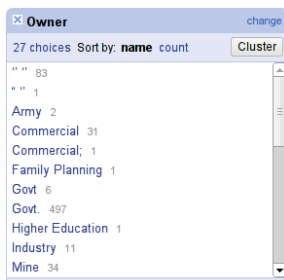 Owner change
27 choices Sort by: name count Cluster
" " 83
" " 1
Army 2
Commercial 31
Commercial; 1
Family Planning 1
Govt 6
Govt. 497
Higher Education 1
Industry 11
Mine 34